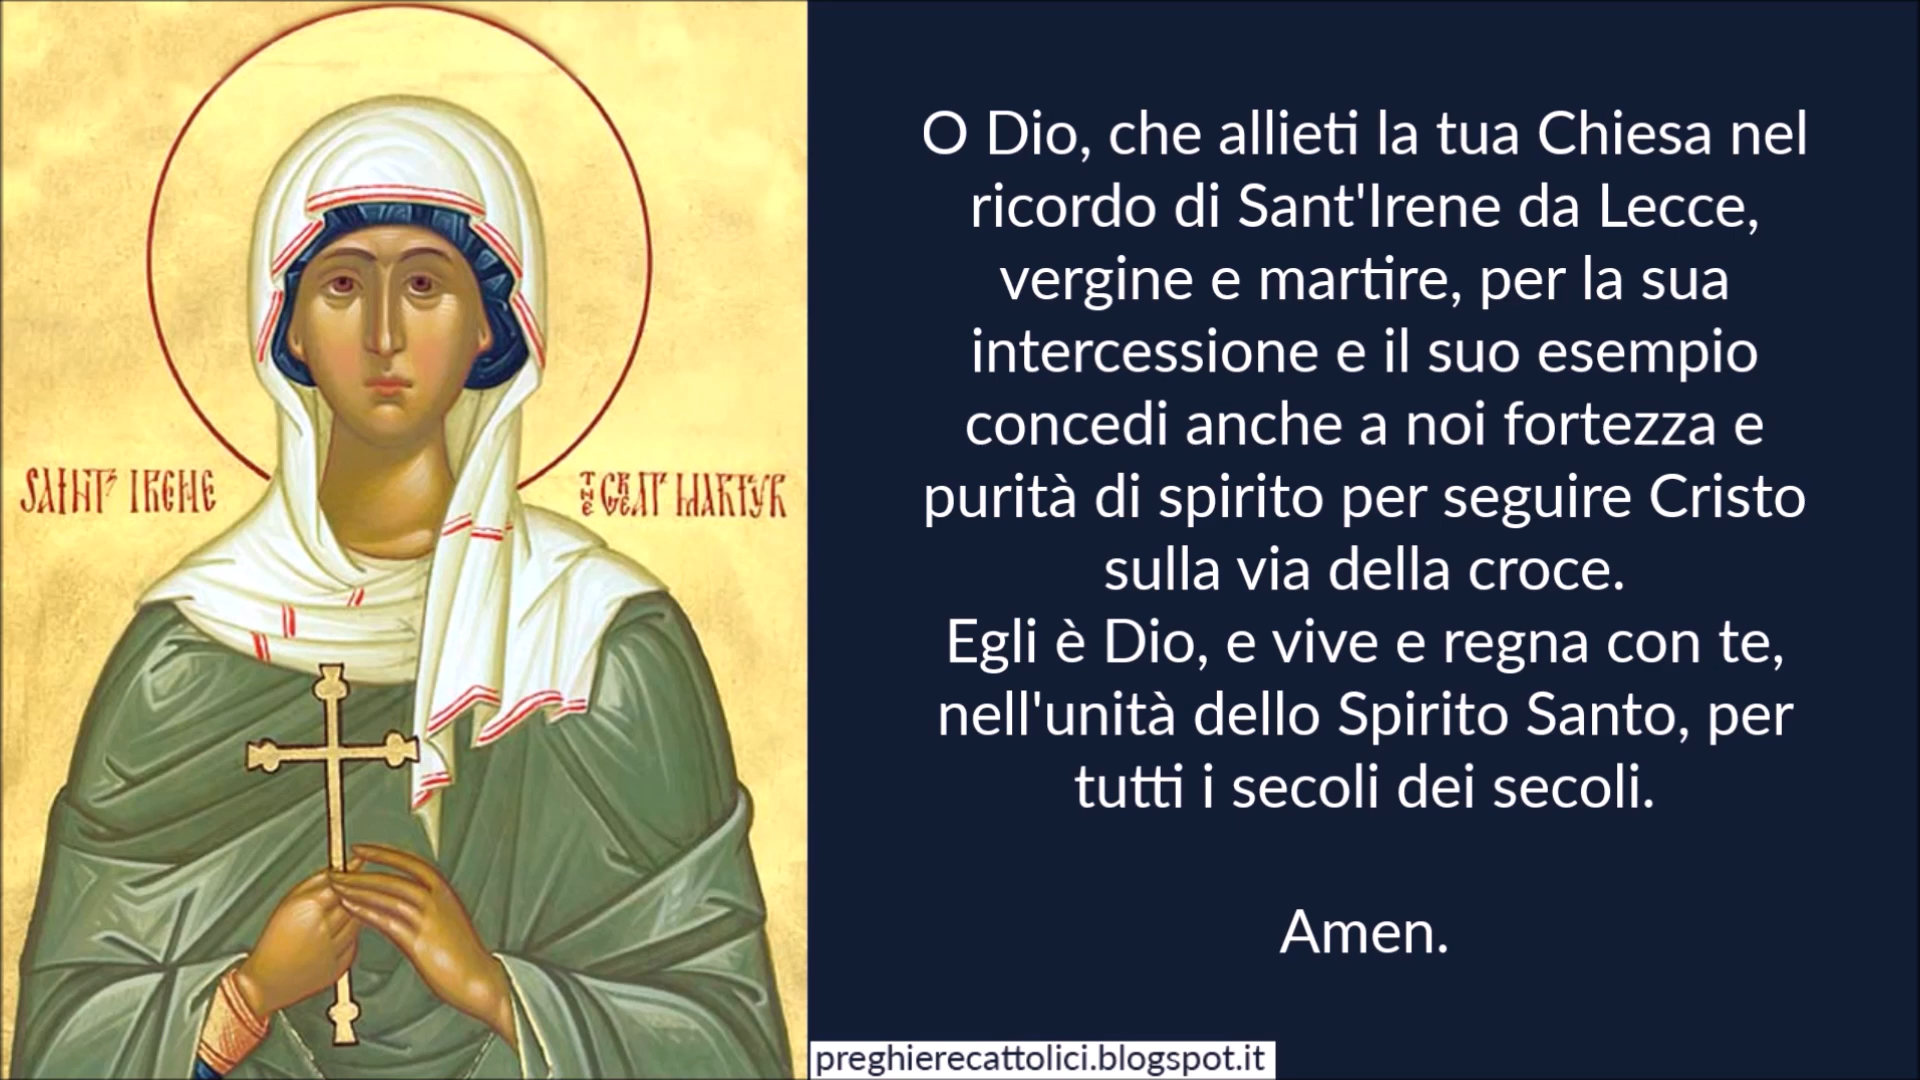 SAINT IRENE
THE GREAT MARTYR
O Dio, che allieti la tua Chiesa nel
ricordo di Sant'Irene da Lecce,
vergine e martire, per la sua
intercessione e il suo esempio
concedi anche a noi fortezza e
purità di spirito per seguire Cristo
sulla via della croce.
Egli è Dio, e vive e regna con te,
nell'unità dello Spirito Santo, per
tutti i secoli dei secoli.
Amen.
preghierecattolici.blogspot.it